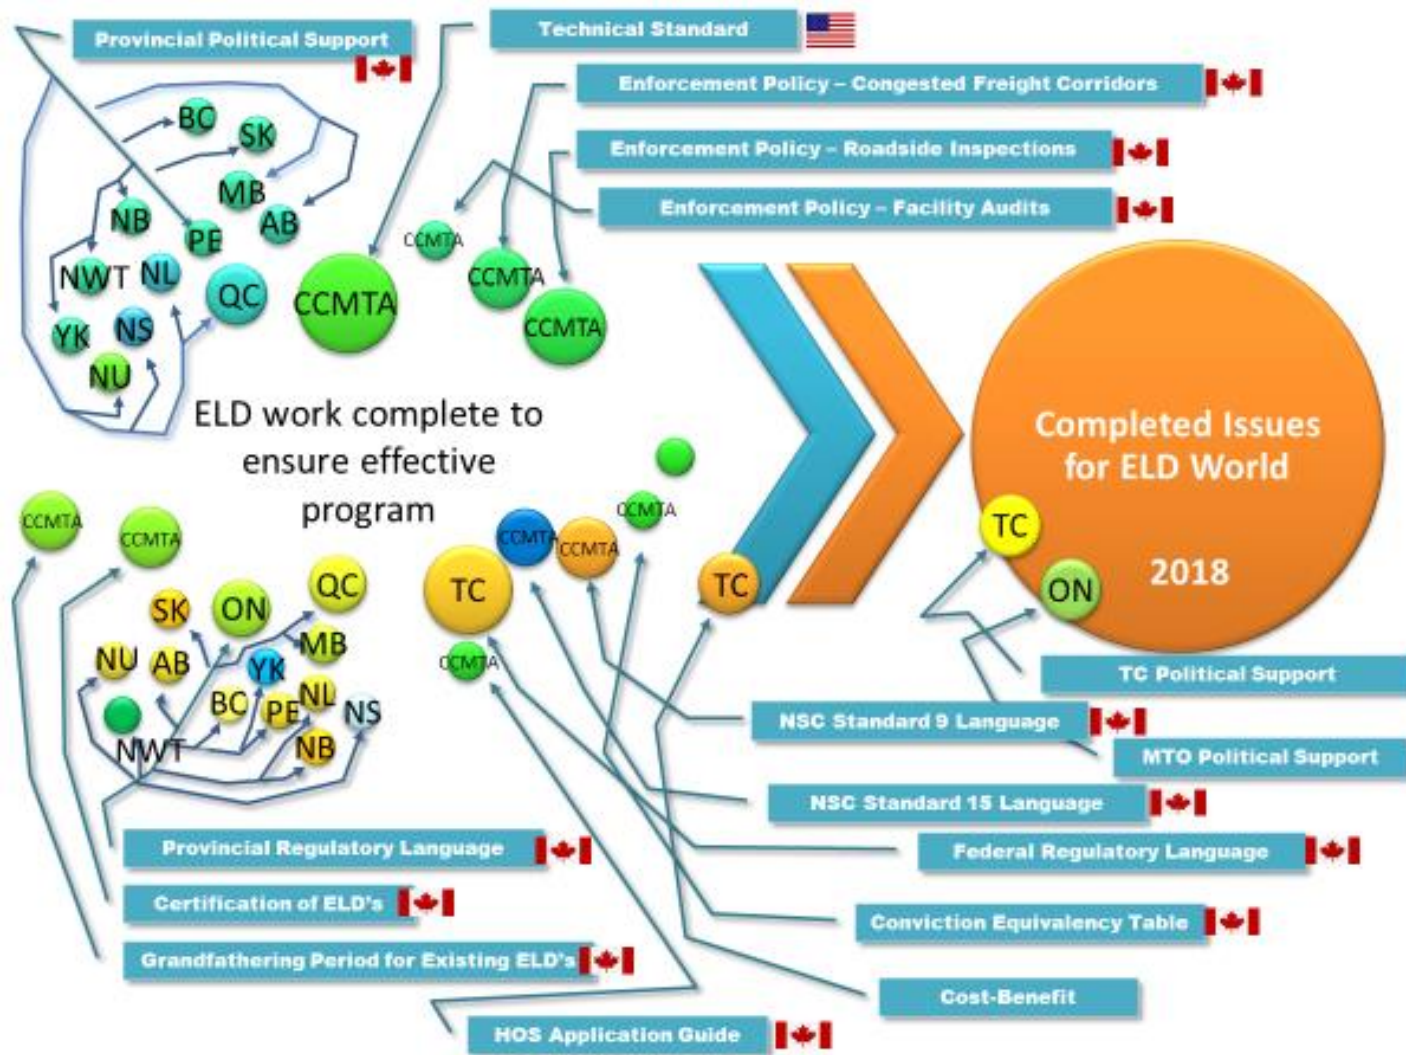 Provincial Political Support
Technical Standard
Enforcement Policy – Congested Freight Corridors
Enforcement Policy – Roadside Inspections
Enforcement Policy – Facility Audits
BC
SK
MB
AB
NB
PE
NWT
NL
QC
YK
NS
NU
CCMTA
CCMTA
CCMTA
CCMTA
ELD work complete to
ensure effective
program
Completed Issues
for ELD World
2018
TC
ON
CCMTA
CCMTA
SK
ON
QC
NU
AB
YK
MB
BC
PE
NL
NS
NWT
NB
TC
CCMTA
CCMTA
CCMTA
CCMTA
TC
TC Political Support
NSC Standard 9 Language
MTO Political Support
NSC Standard 15 Language
Federal Regulatory Language
Conviction Equivalency Table
Cost-Benefit
Provincial Regulatory Language
Certification of ELD's
Grandfathering Period for Existing ELD's
HOS Application Guide